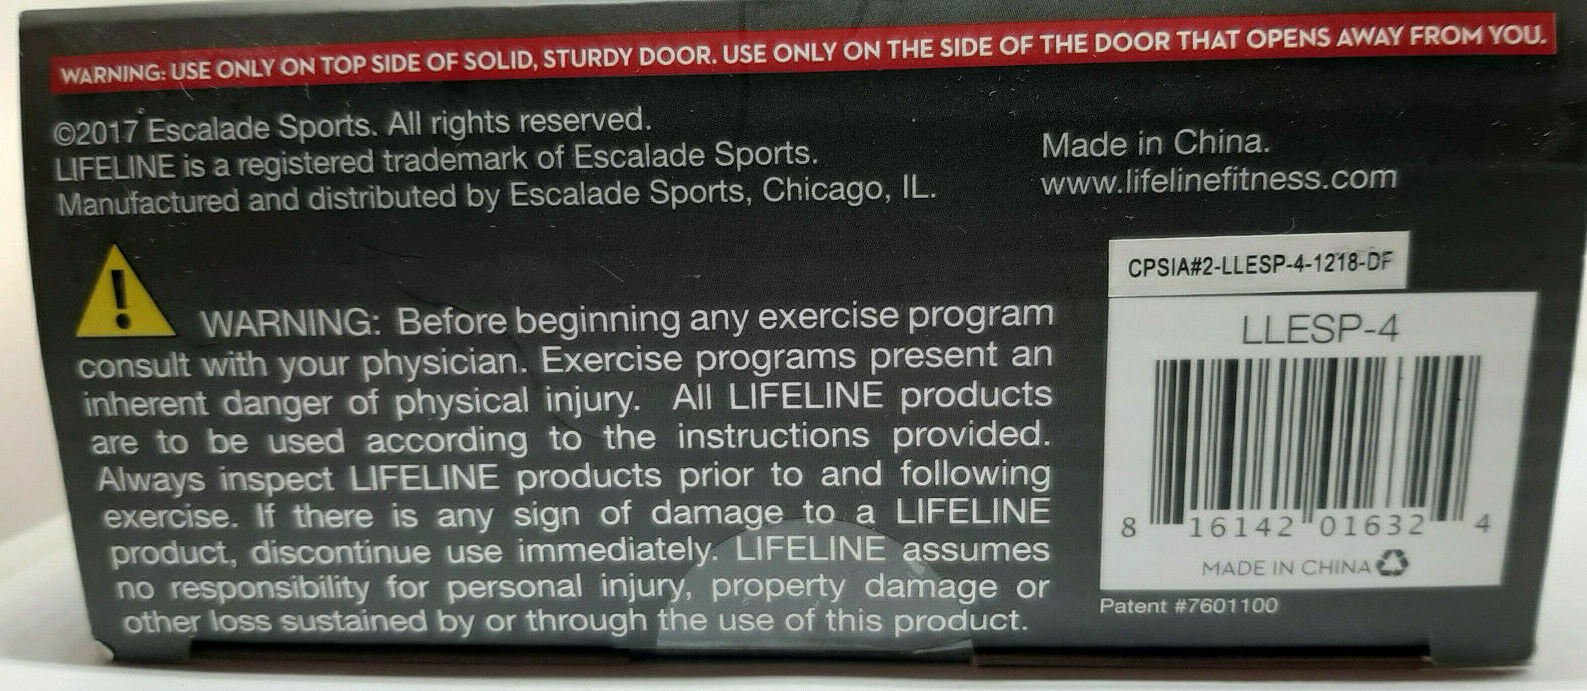 WARNING: USE ONLY ON TOP SIDE OF SOLID, STURDY DOOR. USE ONLY ON THE SIDE OF THE DOOR THAT OPENS AWAY FROM YOU.
©2017 Escalade Sports. All rights reserved.
LIFELINE is a registered trademark of Escalade Sports.
Manufactured and distributed by Escalade Sports, Chicago, IL.
Made in China.
www.lifelinefitness.com
WARNING: Before beginning any exercise program
consult with your physician. Exercise programs present an
inherent danger of physical injury. All LIFELINE products
are to be used according to the instructions provided.
Always inspect LIFELINE products prior to and following
exercise. If there is any sign of damage to a LIFELINE
product, discontinue use immediately. LIFELINE assumes
no responsibility for personal injury, property damage or
other loss sustained by or through the use of this product.
CPSIA#2-LLESP-4-1218-DF
LLESP-4
8 16142 01632 4
MADE IN CHINA
Patent #7601100